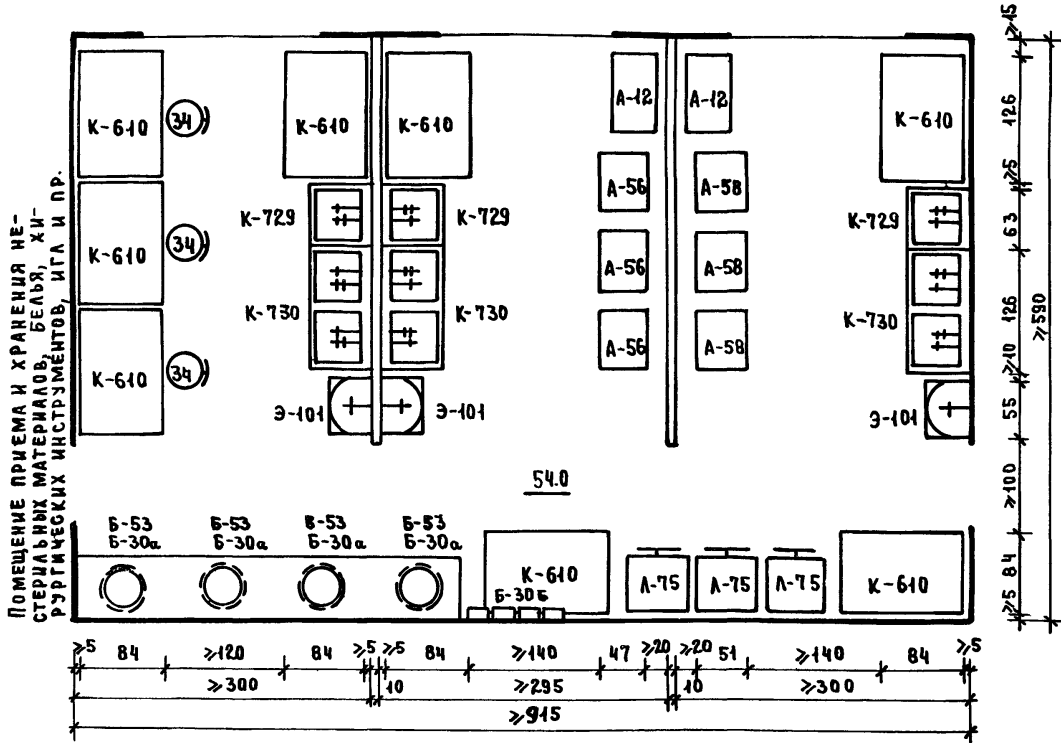 ПОМЕЩЕНИЕ ПРИЕМА И ХРАНЕНИЯ НЕ-
СТЕРИЛЬНЫХ МАТЕРИАЛОВ, БЕЛЬЯ, ХИ-
РУРГИЧЕСКИХ ИНСТРУМЕНТОВ, ИГЛ И ПР.
К-610
34
К-610
К-610
А-12
А-12
К-610
К-729
К-729
А-56
А-58
К-729
К-610
34
К-730
К-730
А-56
А-58
К-730
К-610
34
А-56
А-58
Э-101
Э-101
Э-101
54.0
Б-53
Б-30а
Б-53
Б-30а
В-53
Б-30а
Б-53
Б-30а
К-610
Б-30Б
Л-75
Л-75
Л-75
К-610
⩾15
126
⩾5
63
126
⩾10
55
⩾100
84
⩾5
⩾590
⩾5 84 ⩾120 84 ⩾5 ⩾5 84 ⩾140 47 ⩾20 ⩾20 51 ⩾140 84 ⩾5
⩾300 10 ⩾295 10 ⩾300
⩾915